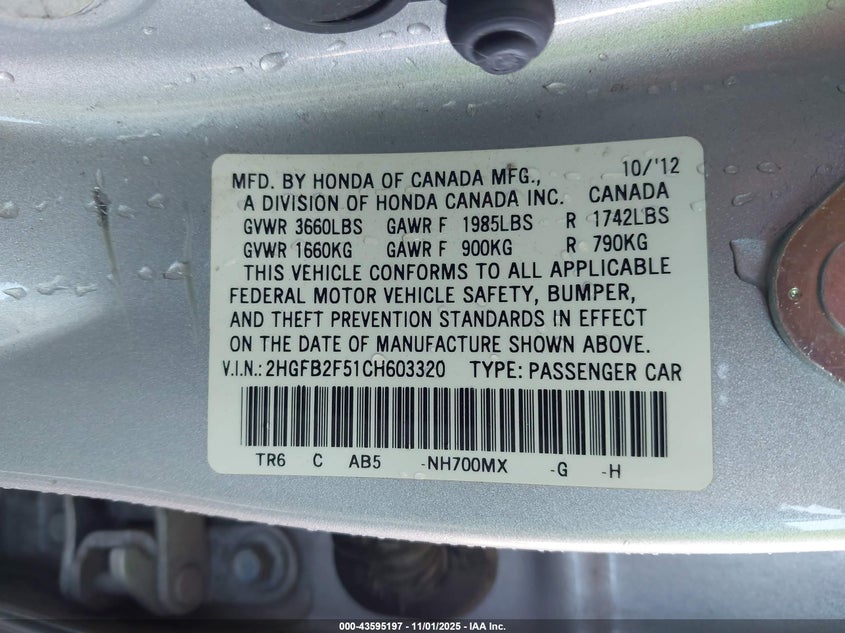 10/'12
MFD. BY HONDA OF CANADA MFG.,
A DIVISION OF HONDA CANADA INC. CANADA
GVWR 3660LBS GAWR F 1985LBS R 1742LBS
GVWR 1660KG GAWR F 900KG R 790KG
THIS VEHICLE CONFORMS TO ALL APPLICABLE
FEDERAL MOTOR VEHICLE SAFETY, BUMPER,
AND THEFT PREVENTION STANDARDS IN EFFECT
ON THE DATE OF MANUFACTURE SHOWN ABOVE.
V.I.N.: 2HGFB2F51CH603320 TYPE: PASSENGER CAR
TR6 C AB5 -NH700MX -G -H
000-43595197 - 11/01/2025 - IAA Inc.